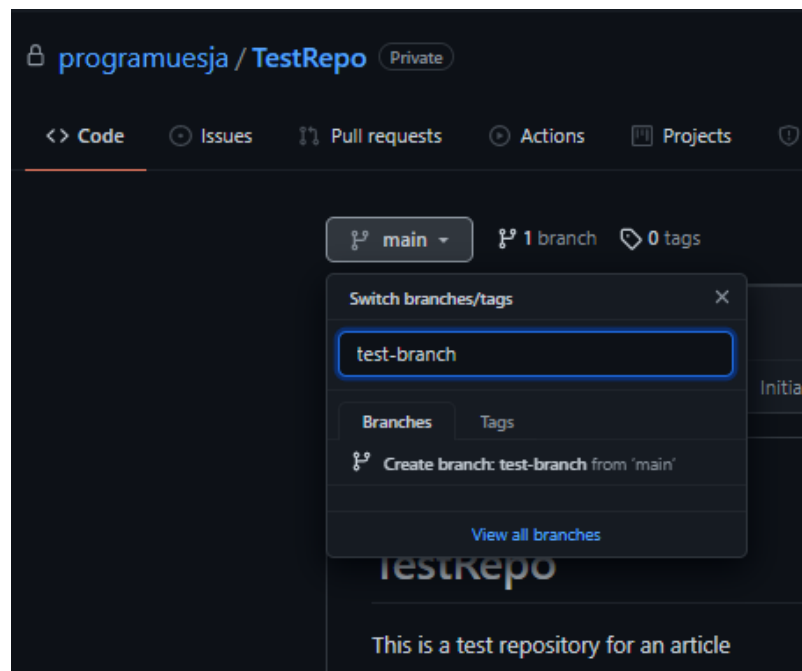 programuesja / TestRepo Private
<> Code Issues Pull requests Actions Projects
main 1 branch 0 tags
Switch branches/tags
test-branch
Initia
Branches Tags
Create branch: test-branch from 'main'
View all branches
TestRepo
This is a test repository for an article